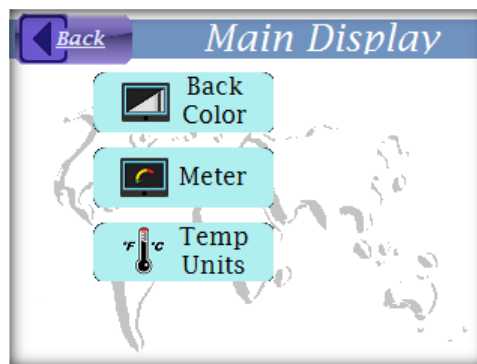 Back
Main Display
Back
Color
Meter
°F °C
Temp
Units